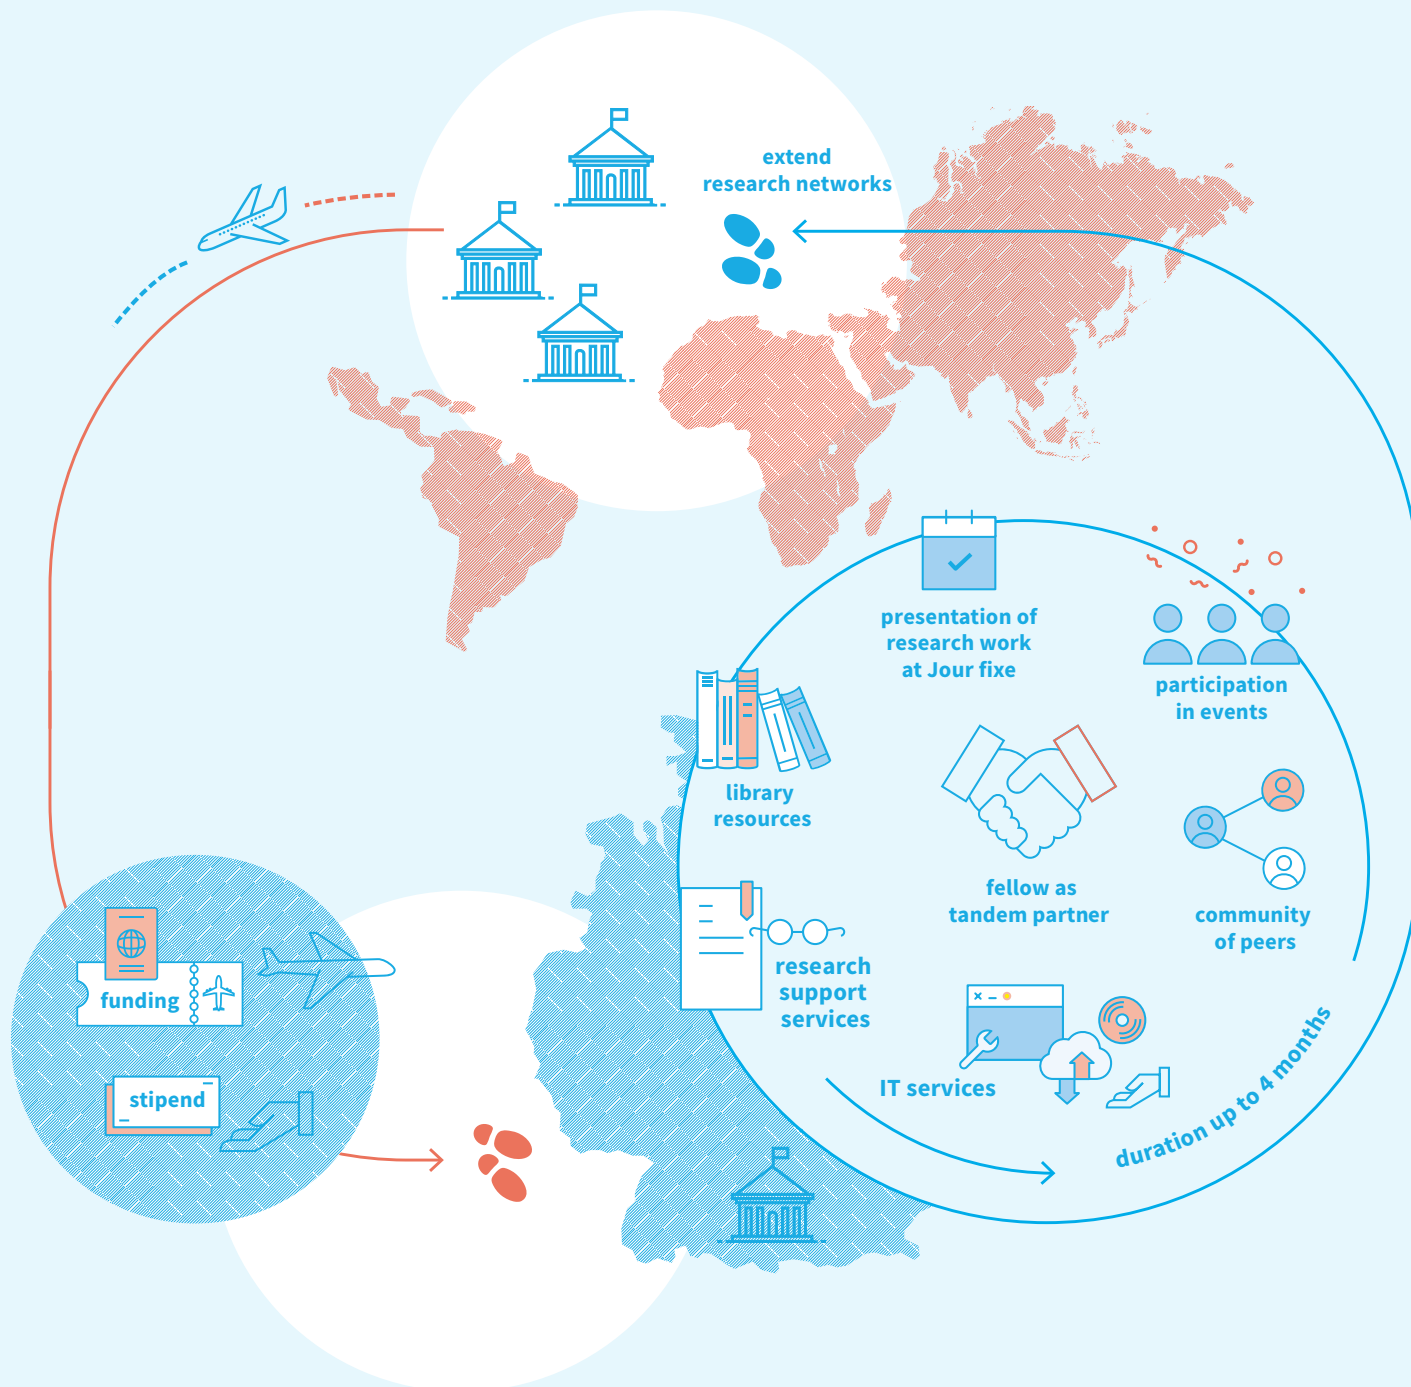 extend
research networks
presentation of
research work
at Jour fixe
participation
in events
library
resources
fellow as
tandem partner
community
of peers
research
support
services
funding
IT services
stipend
duration up to 4 months